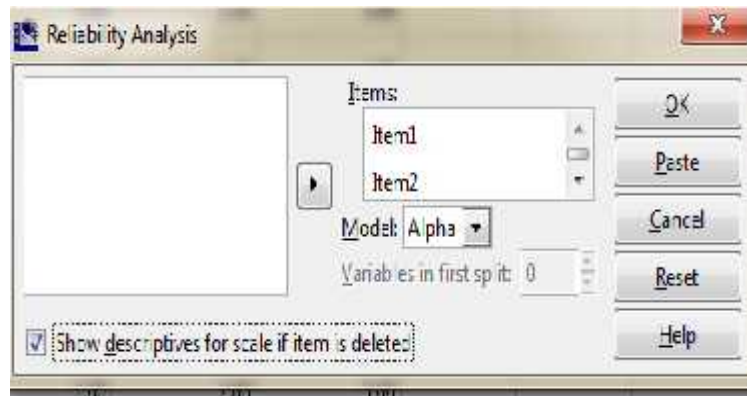 Reliability Analysis
Items:
Item1
Item2
Model: Alpha
Variables in first split: 0
Show descriptives for scale if item is deleted
OK
Paste
Cancel
Reset
Help